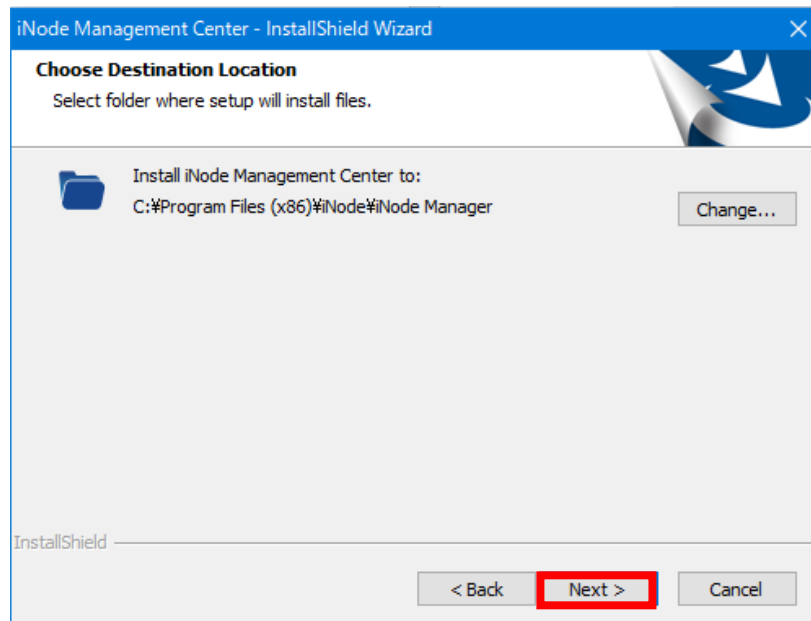 iNode Management Center - InstallShield Wizard
Choose Destination Location
Select folder where setup will install files.
Install iNode Management Center to:
C:¥Program Files (x86)¥iNode¥iNode Manager
Change...
InstallShield
< Back
Next >
Cancel